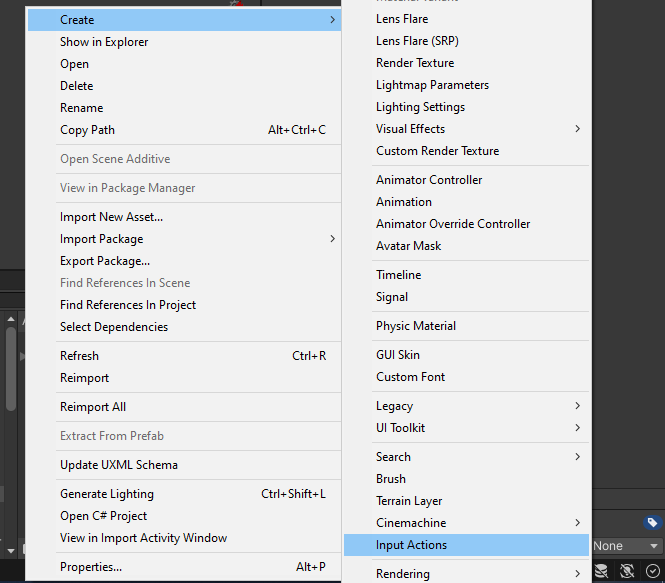 Create
Show in Explorer
Open
Delete
Rename
Copy Path Alt+Ctrl+C
Open Scene Additive
View in Package Manager
Import New Asset...
Import Package
Export Package...
Find References In Scene
Find References In Project
Select Dependencies
Refresh Ctrl+R
Reimport
Reimport All
Extract From Prefab
Update UXML Schema
Generate Lighting Ctrl+Shift+L
Open C# Project
View in Import Activity Window
Properties... Alt+P
Lens Flare
Lens Flare (SRP)
Render Texture
Lightmap Parameters
Lighting Settings
Visual Effects
Custom Render Texture
Animator Controller
Animation
Animator Override Controller
Avatar Mask
Timeline
Signal
Physic Material
GUI Skin
Custom Font
Legacy
UI Toolkit
Search
Brush
Terrain Layer
Cinemachine
Input Actions
Rendering
None